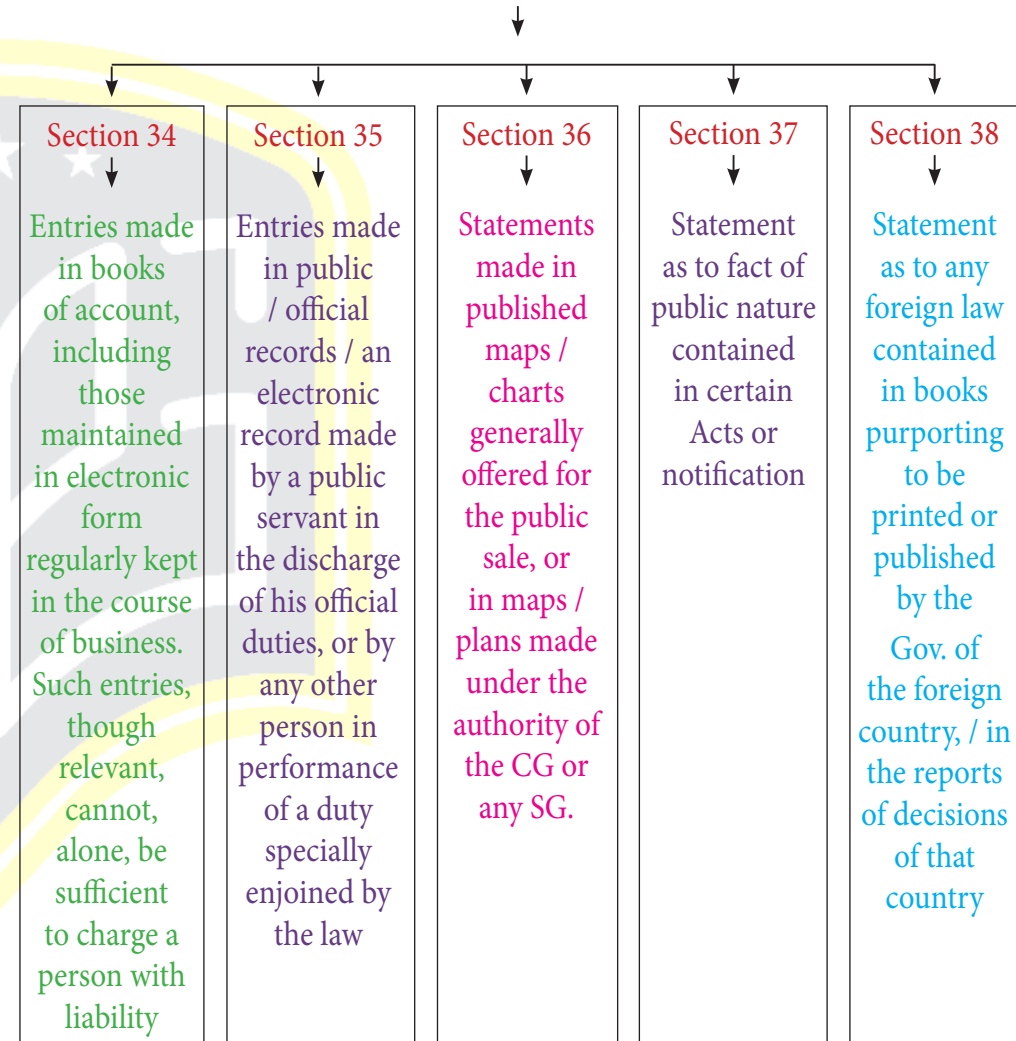 Section 34
Entries made
in books
of account,
including
those
maintained
in electronic
form
regularly kept
in the course
of business.
Such entries,
though
relevant,
cannot,
alone, be
sufficient
to charge a
person with
liability
Section 35
Entries made
in public
/ official
records / an
electronic
record made
by a public
servant in
the discharge
of his official
duties, or by
any other
person in
performance
of a duty
specially
enjoined by
the law
Section 36
Statements
made in
published
maps /
charts
generally
offered for
the public
sale, or
in maps /
plans made
under the
authority of
the CG or
any SG.
Section 37
Statement
as to fact of
public nature
contained
in certain
Acts or
notification
Section 38
Statement
as to any
foreign law
contained
in books
purporting
to be
printed or
published
by the
Gov. of
the foreign
country, / in
the reports
of decisions
of that
country